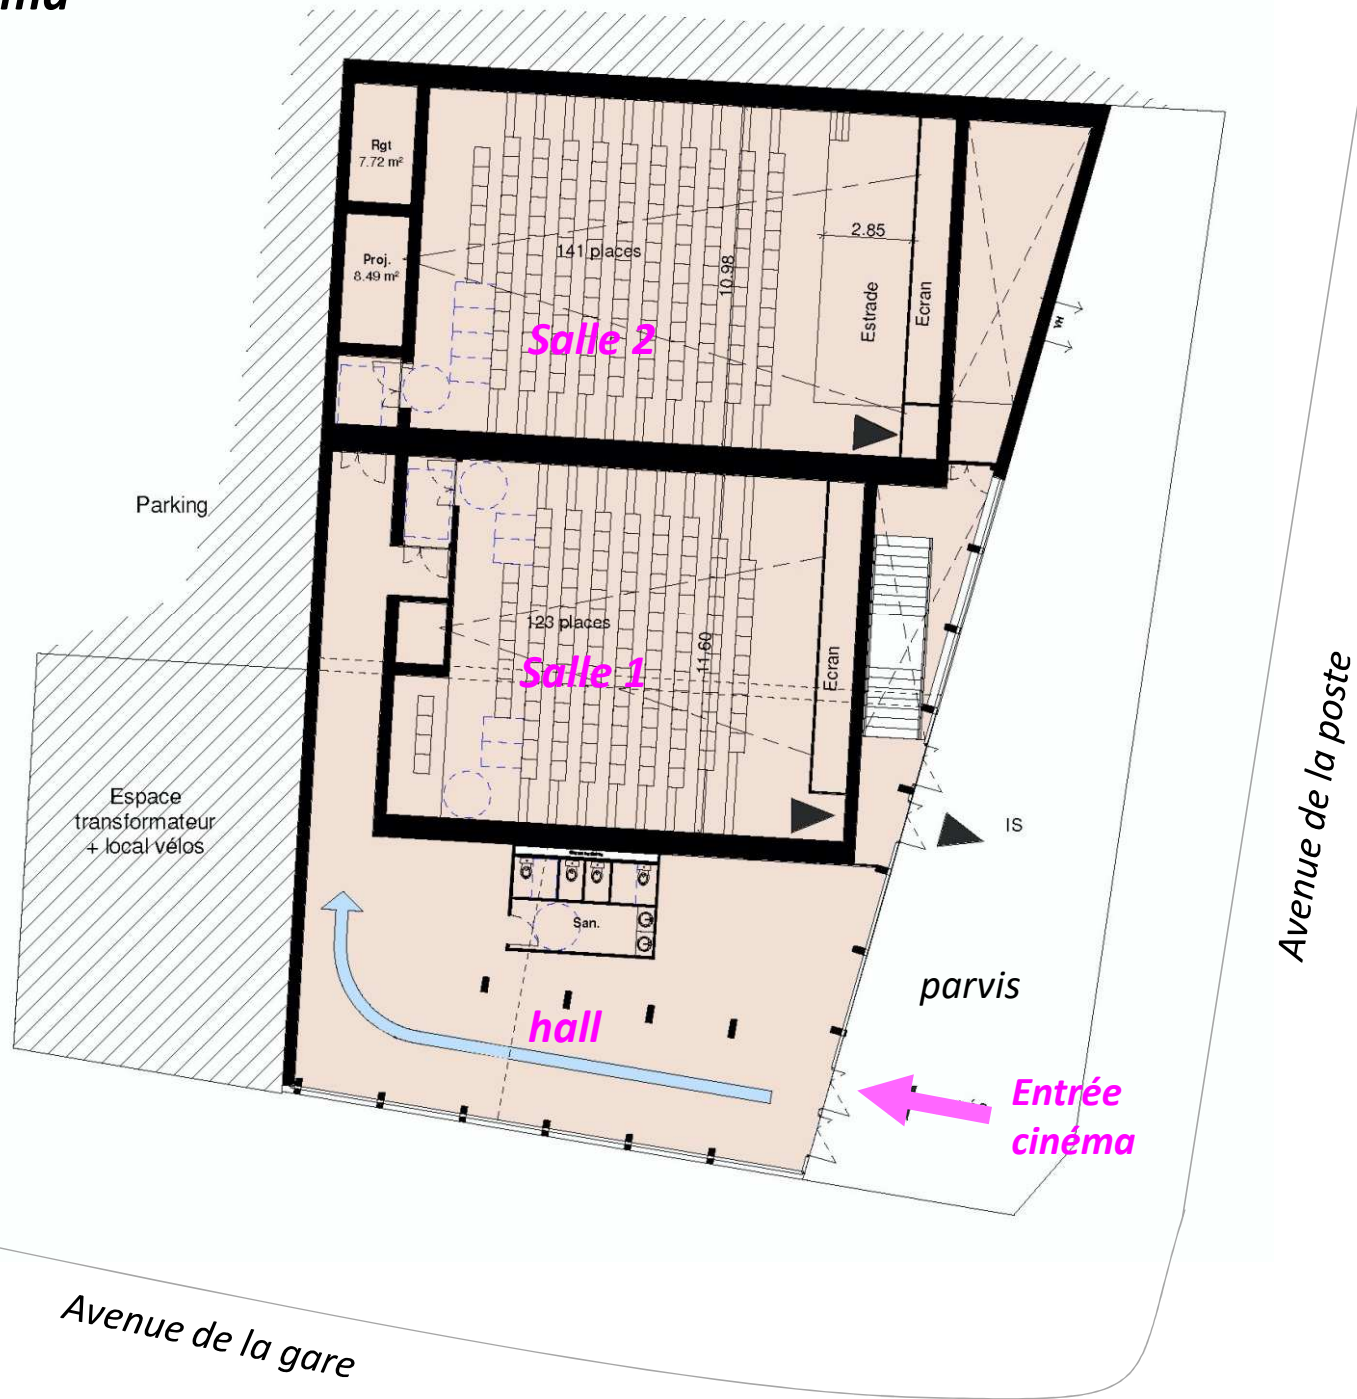 Rgt
7.72 m²
Proj.
8.49 m²
141 places
10.98
2.85
Estrade
Ecran
Salle 2
VH
Parking
123 places
11.60
Ecran
Salle 1
Espace
transformateur
+ local vélos
IS
San.
parvis
hall
Entrée
cinéma
Avenue de la poste
Avenue de la gare